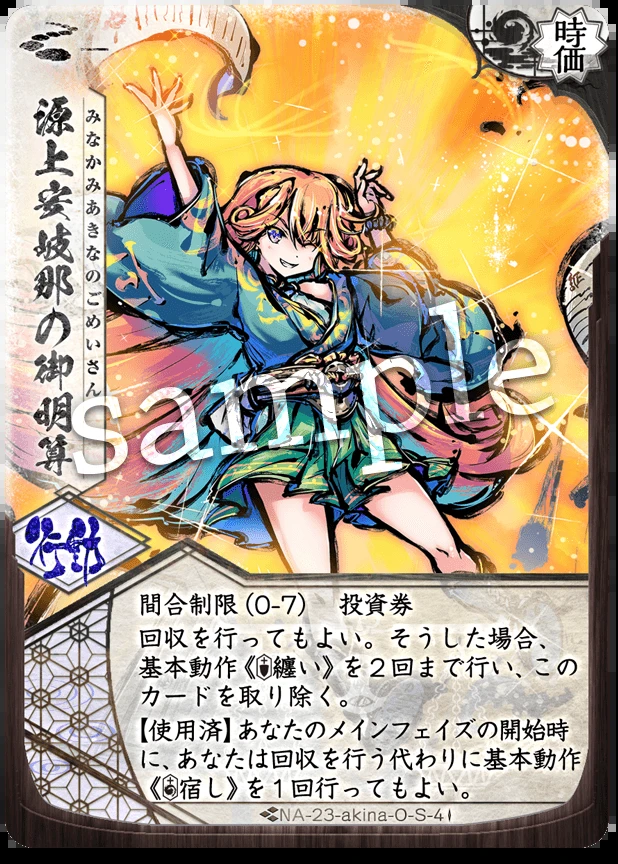 時価
源上安岐那の御明算
みなかみあきなのごめいさん
sample
行動
間合制限(0-7)　投資券
回収を行ってもよい。そうした場合、
基本動作《纏い》を2回まで行い、この
カードを取り除く。
【使用済】あなたのメインフェイズの開始時
に、あなたは回収を行う代わりに基本動作
《宿し》を1回行ってもよい。
NA-23-akina-O-S-4